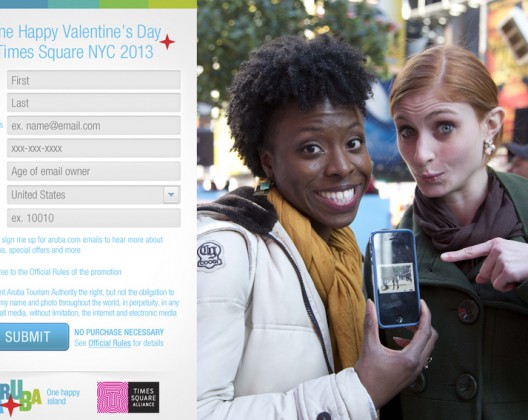 ne Happy Valentine's Day
Times Square NYC 2013
First
Last
ex. name@email.com
xxx-xxx-xxxx
Age of email owner
United States
ex. 10010
sign me up for aruba.com emails to hear more about
ba, special offers and more
ee to the Official Rules of the promotion
nt Aruba Tourism Authority the right, but not the obligation to
my name and photo throughout the world, in perpetuity, in any
all media, without limitation, the internet and electronic media
SUBMIT
NO PURCHASE NECESSARY
See Official Rules for details
RUBA
One happy
island
TIMES
SQUARE
ALLIANCE